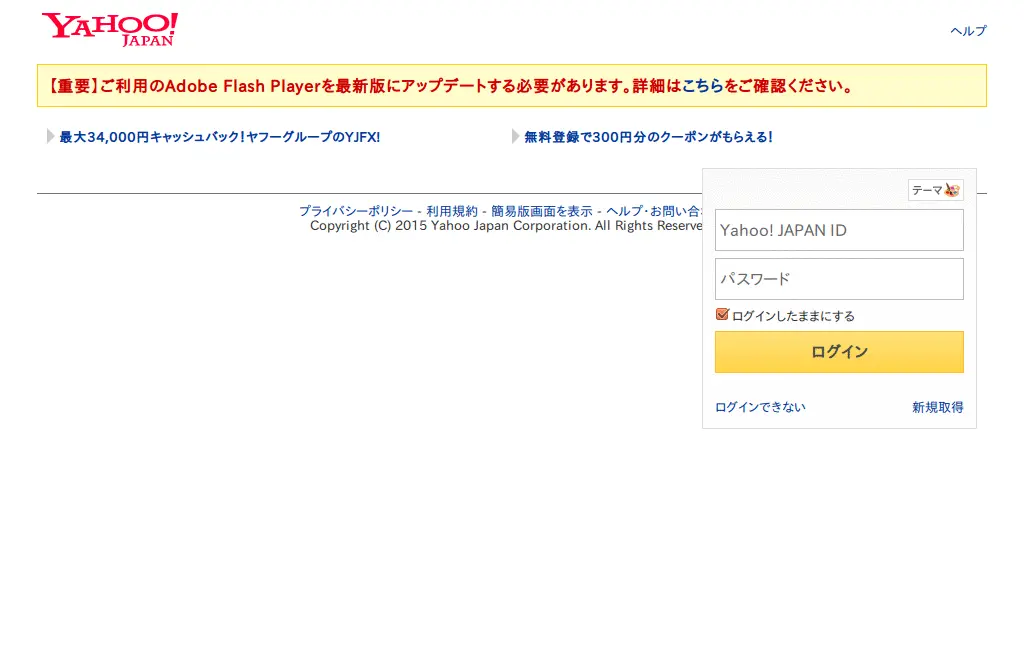 YAHOO!
JAPAN
ヘルプ
【重要】ご利用のAdobe Flash Playerを最新版にアップデートする必要があります。詳細はこちらをご確認ください。
最大34,000円キャッシュバック!ヤフーグループのYJFX!
無料登録で300円分のクーポンがもらえる!
テーマ
プライバシーポリシー - 利用規約 - 簡易版画面を表示 - ヘルプ・お問い合
Copyright (C) 2015 Yahoo Japan Corporation. All Rights Reserve
Yahoo! JAPAN ID
パスワード
ログインしたままにする
ログイン
ログインできない
新規取得